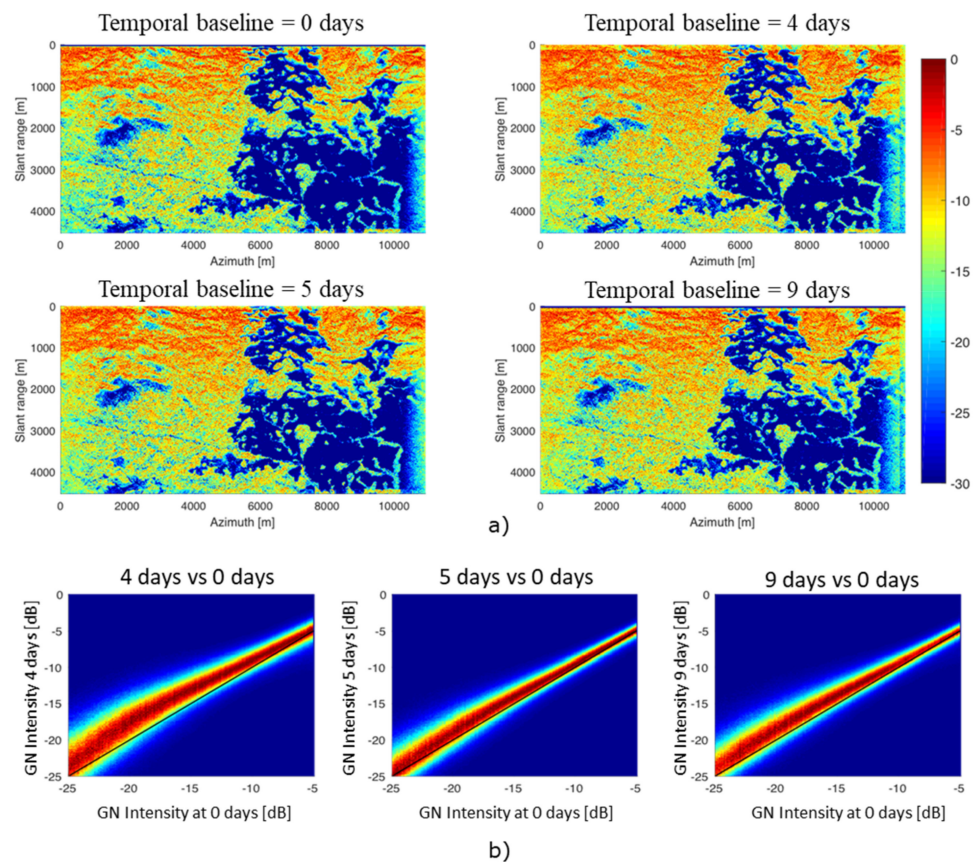 Temporal baseline = 0 days
Temporal baseline = 4 days
0
1000
2000
3000
4000
Slant range [m]
0 2000 4000 6000 8000 10000
Azimuth [m]
0
1000
2000
3000
4000
Slant range [m]
0 2000 4000 6000 8000 10000
Azimuth [m]
0
-5
-10
-15
-20
-25
-30
Temporal baseline = 5 days
Temporal baseline = 9 days
0
1000
2000
3000
4000
Slant range [m]
0 2000 4000 6000 8000 10000
Azimuth [m]
0
1000
2000
3000
4000
Slant range [m]
0 2000 4000 6000 8000 10000
Azimuth [m]
a)
4 days vs 0 days
GN Intensity 4 days [dB]
0
-5
-10
-15
-20
-25
-25 -20 -15 -10 -5
GN Intensity at 0 days [dB]
5 days vs 0 days
GN Intensity 5 days [dB]
0
-5
-10
-15
-20
-25
-25 -20 -15 -10 -5
GN Intensity at 0 days [dB]
9 days vs 0 days
GN Intensity 9 days [dB]
0
-5
-10
-15
-20
-25
-25 -20 -15 -10 -5
GN Intensity at 0 days [dB]
b)